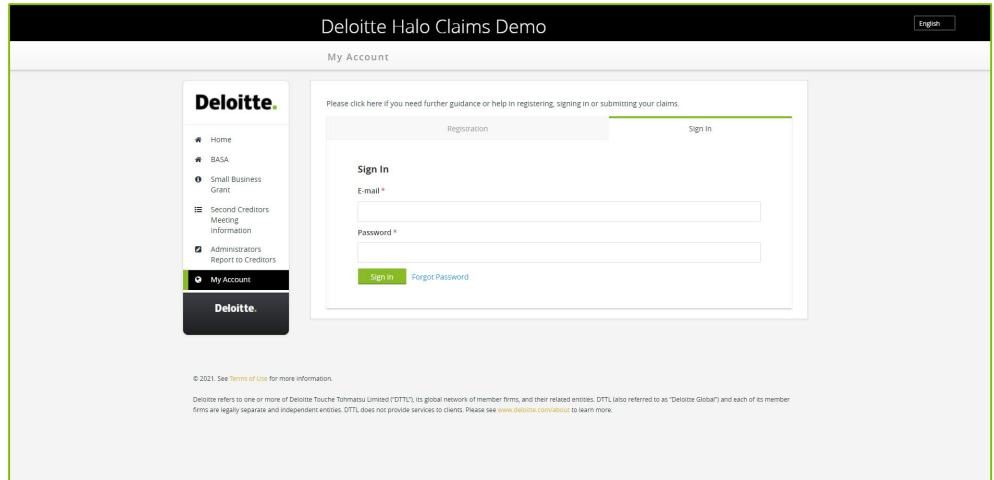 Deloitte Halo Claims Demo
English
My Account
Deloitte.
Home
BASA
Small Business
Grant
Second Creditors
Meeting
Information
Administrators
Report to Creditors
My Account
Deloitte.
Please click here if you need further guidance or help in registering, signing in or submitting your claims.
Registration
Sign In
Sign In
E-mail *
Password *
Sign in
Forgot Password
© 2021. See Terms of Use for more information.
Deloitte refers to one or more of Deloitte Touche Tohmatsu Limited ("DTTL"), its global network of member firms, and their related entities. DTTL (also referred to as "Deloitte Global") and each of its member
firms are legally separate and independent entities. DTTL does not provide services to clients. Please see www.deloitte.com/about to learn more.